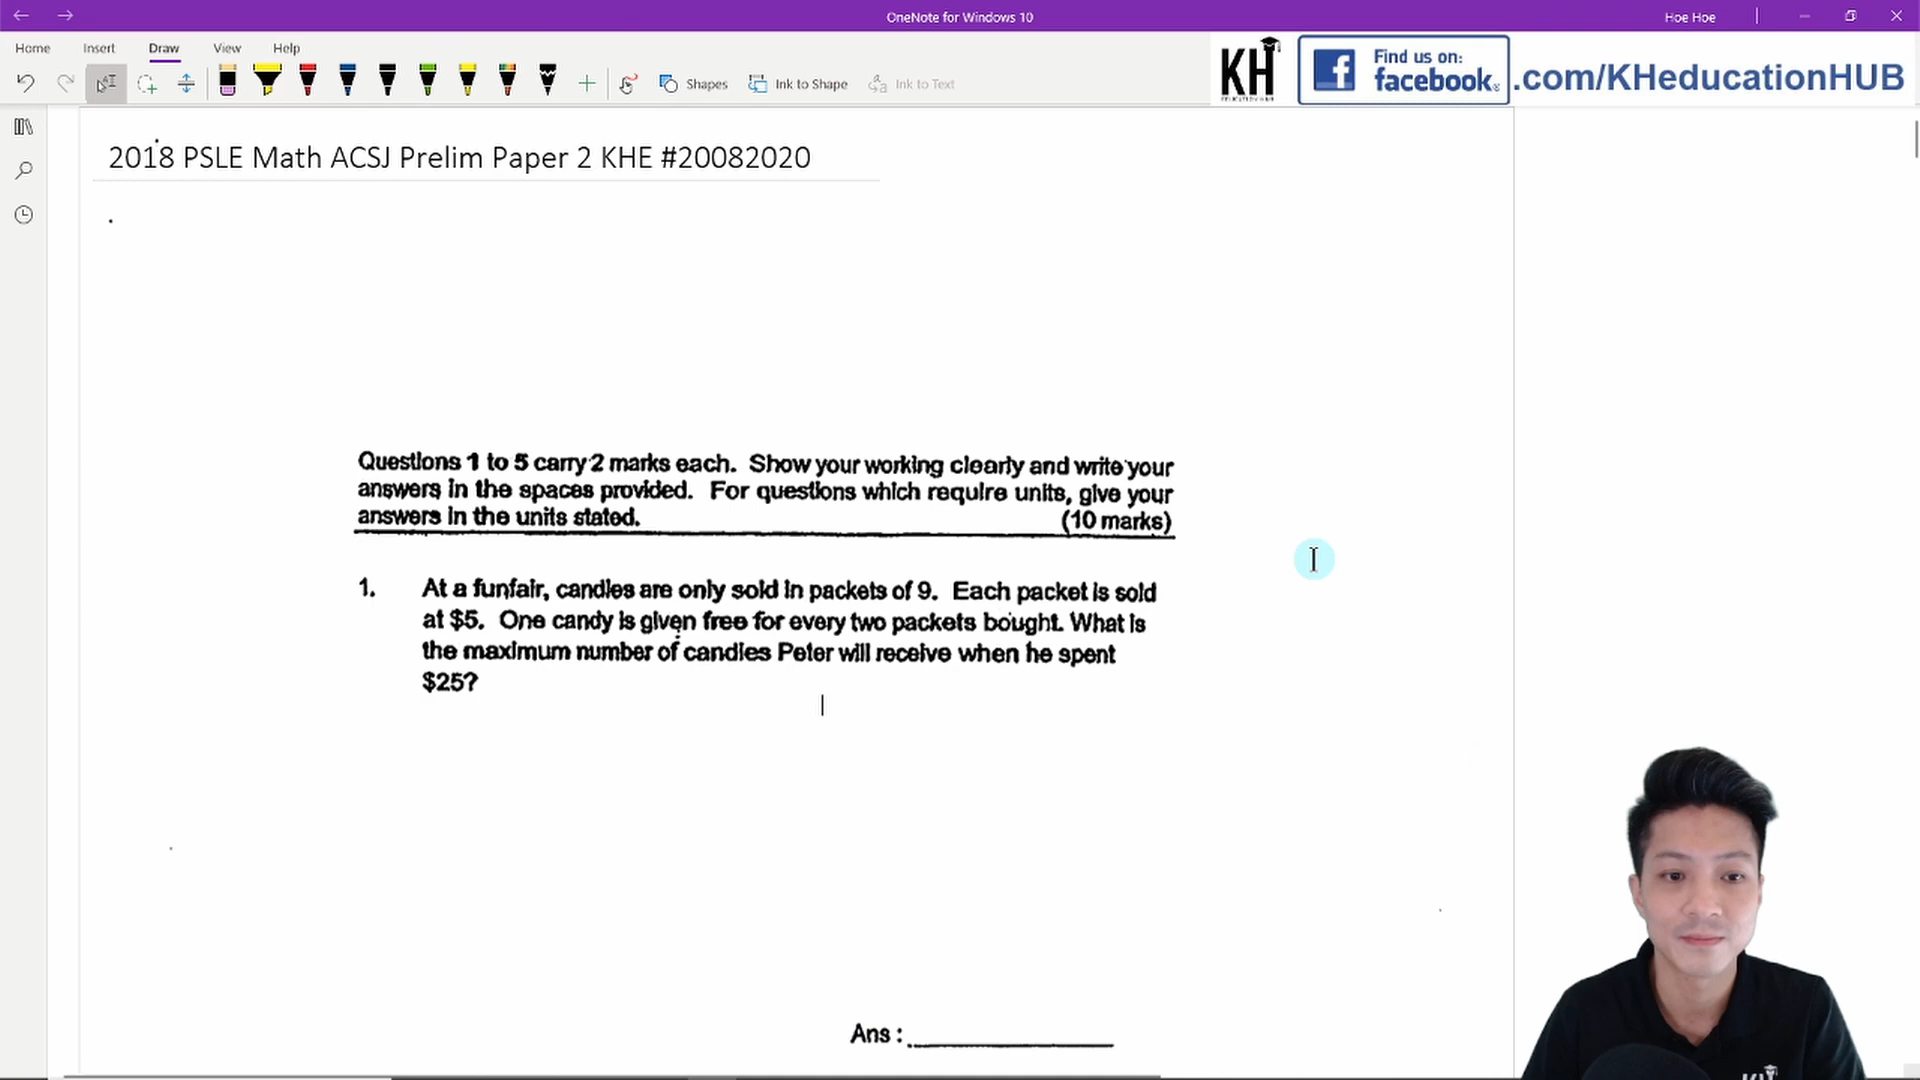 OneNote for Windows 10
Hoe Hoe
Home Insert Draw View Help
Shapes Ink to Shape Ink to Text
KH
Find us on:
facebook .com/KHeducationHUB
2018 PSLE Math ACSJ Prelim Paper 2 KHE #20082020
Questions 1 to 5 carry 2 marks each. Show your working clearly and write your
answers in the spaces provided. For questions which require units, give your
answers in the units stated. (10 marks)
1. At a funfair, candies are only sold in packets of 9. Each packet is sold
at $5. One candy is given free for every two packets bought. What is
the maximum number of candies Peter will receive when he spent
$25?
Ans :
KH